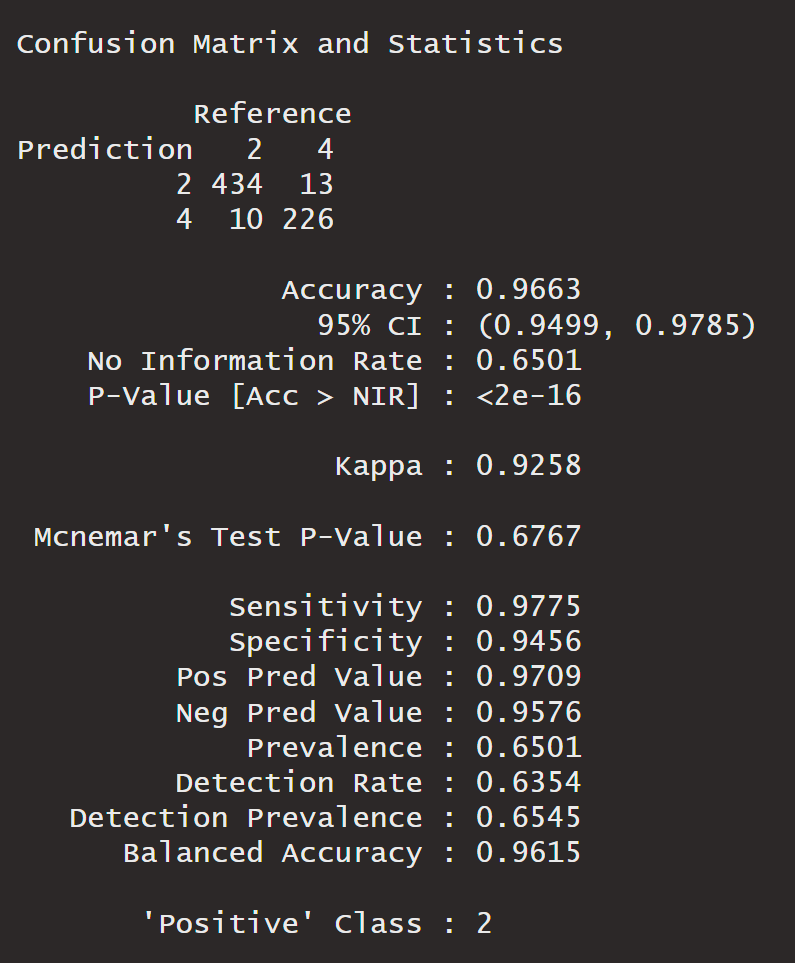 Confusion Matrix and Statistics
Reference
Prediction 2 4
2 434 13
4 10 226
Accuracy : 0.9663
95% CI : (0.9499, 0.9785)
No Information Rate : 0.6501
P-Value [Acc > NIR] : <2e-16
Kappa : 0.9258
Mcnemar's Test P-Value : 0.6767
Sensitivity : 0.9775
Specificity : 0.9456
Pos Pred Value : 0.9709
Neg Pred Value : 0.9576
Prevalence : 0.6501
Detection Rate : 0.6354
Detection Prevalence : 0.6545
Balanced Accuracy : 0.9615
'Positive' Class : 2